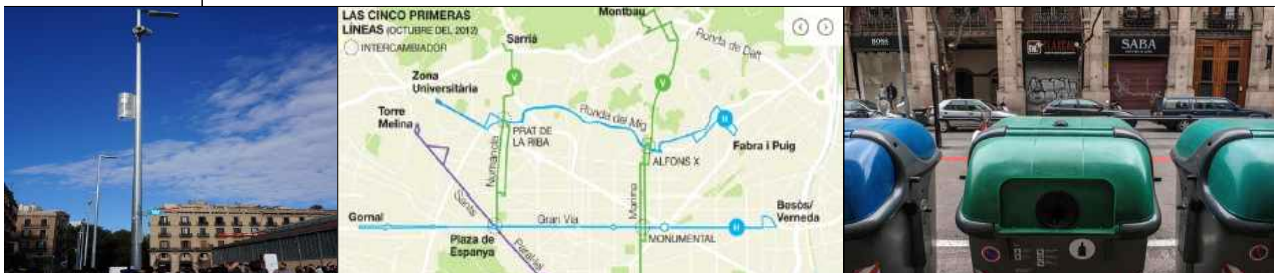 LAS CINCO PRIMERAS
LÍNEAS (OCTUBRE DEL 2012)
INTERCAMBIADOR
Montbau
Sarrià
Ronda de Dalt
V
Zona
Universitària
V
Torre
Melina
Ronda del Mig
H
PRAT DE
LA RIBA
Fabra i Puig
ALFONS X
Numància
Marina
Sants
Besòs/
Verneda
Gornal
Gran Via
H
Plaza de
Espanya
MONUMENTAL
Paral·lel
SABA